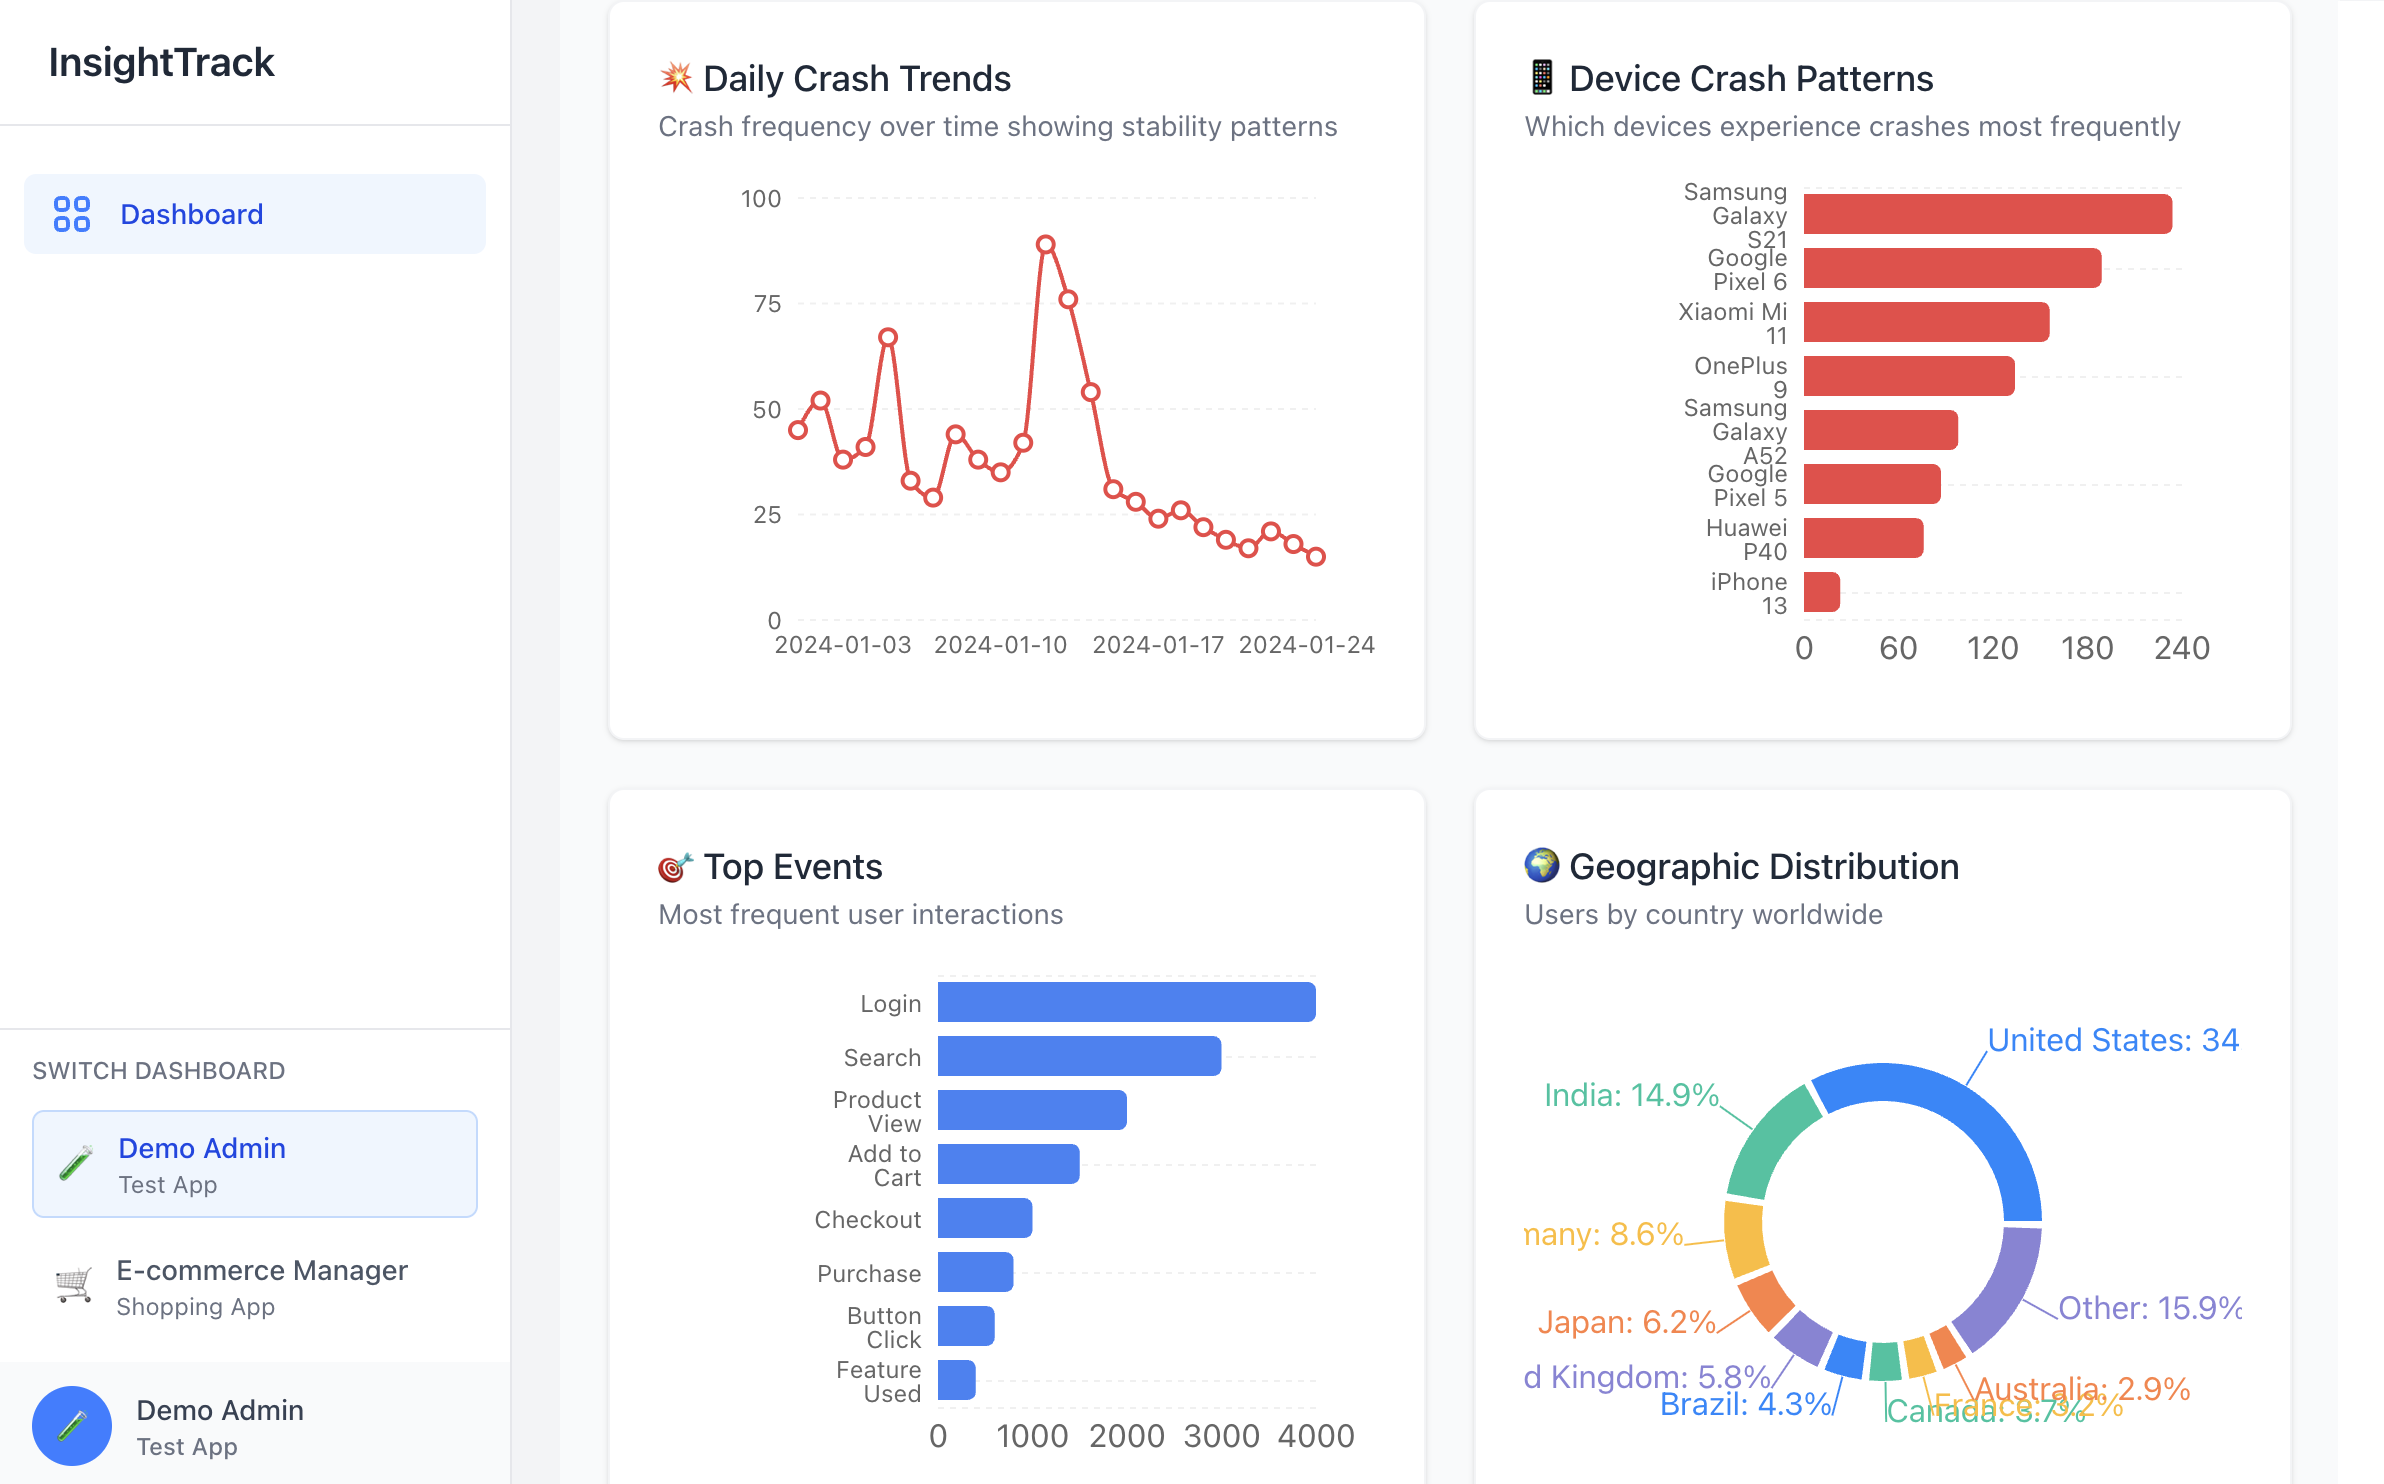 InsightTrack
Dashboard
SWITCH DASHBOARD
Demo Admin
Test App
E-commerce Manager
Shopping App
Demo Admin
Test App
Daily Crash Trends
Crash frequency over time showing stability patterns
100
75
50
25
0
2024-01-03 2024-01-10 2024-01-17 2024-01-24
Device Crash Patterns
Which devices experience crashes most frequently
Samsung
Galaxy
S21
Google
Pixel 6
Xiaomi Mi
11
OnePlus
9
Samsung
Galaxy
A52
Google
Pixel 5
Huawei
P40
iPhone
13
0 60 120 180 240
Top Events
Most frequent user interactions
Login
Search
Product
View
Add to
Cart
Checkout
Purchase
Button
Click
Feature
Used
0 1000 2000 3000 4000
Geographic Distribution
Users by country worldwide
United States: 34
India: 14.9%
many: 8.6%
Japan: 6.2%
d Kingdom: 5.8%
Brazil: 4.3%
Canada: 3.7%
France: 3.2%
Australia: 2.9%
Other: 15.9%